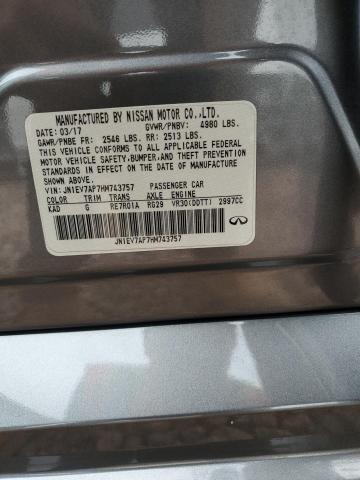 MANUFACTURED BY NISSAN MOTOR CO.,LTD.
DATE: 03/17 GVWR/PNBV: 4980 LBS.
GAWR/PNBE FR: 2546 LBS. RR: 2513 LBS.
THIS VEHICLE CONFORMS TO ALL APPLICABLE FEDERAL
MOTOR VEHICLE SAFETY,BUMPER,AND THEFT PREVENTION
STANDARDS IN EFFECT ON THE DATE OF MANUFACTURE
SHOWN ABOVE.
VIN: JN1EV7AP7HM743757 PASSENGER CAR
COLOR TRIM TRANS AXLE ENGINE
KAD G RE7R01A RG29 VR30(DDTT) 2997CC
JN1EV7AP7HM743757